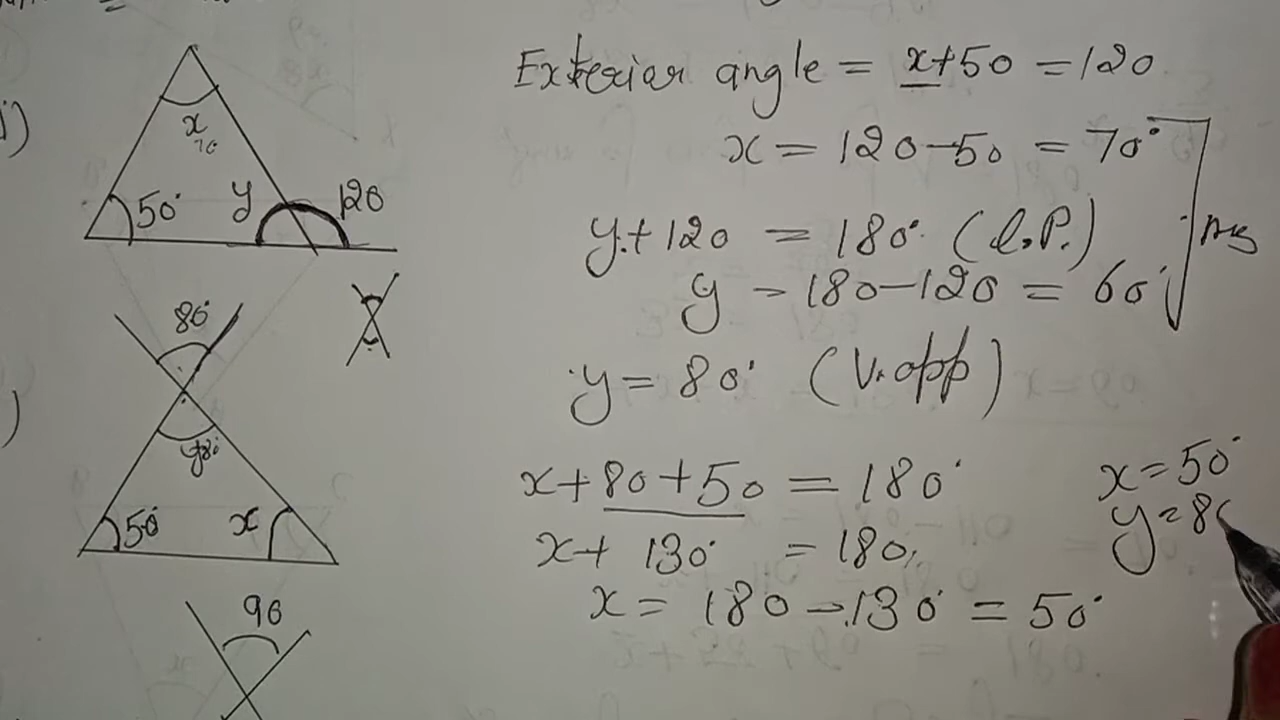 i)
x
70
50°
y
120
Exterior angle = x+50 = 120
x = 120-50 = 70°
y.+120 = 180° (l.P.)
y = 180-120 = 60°
Ans
)
80°
y80°
50°
x
y = 80° (V.opp)
x+80+50 = 180°
x+ 130° = 180
x = 180-130° = 50°
x=50°
y=80
90